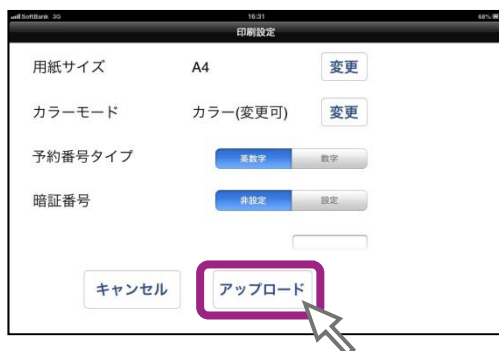 SoftBank 3G 16:31 68%
印刷設定
用紙サイズ A4 変更
カラーモード カラー(変更可) 変更
予約番号タイプ 英数字 数字
暗証番号 非設定 設定
キャンセル アップロード